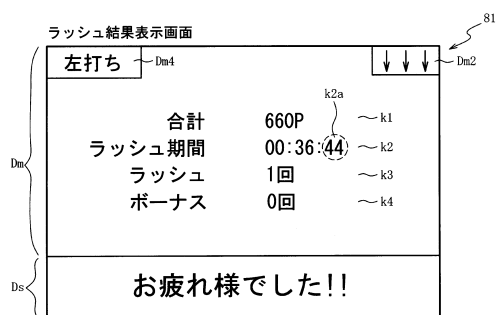 81
ラッシュ結果表示画面
左打ち Dm4
↓ ↓ ↓ Dm2
k2a
合計 660P k1
Dm
ラッシュ期間 00:36:44 k2
ラッシュ 1回 k3
ボーナス 0回 k4
Ds
お疲れ様でした!!